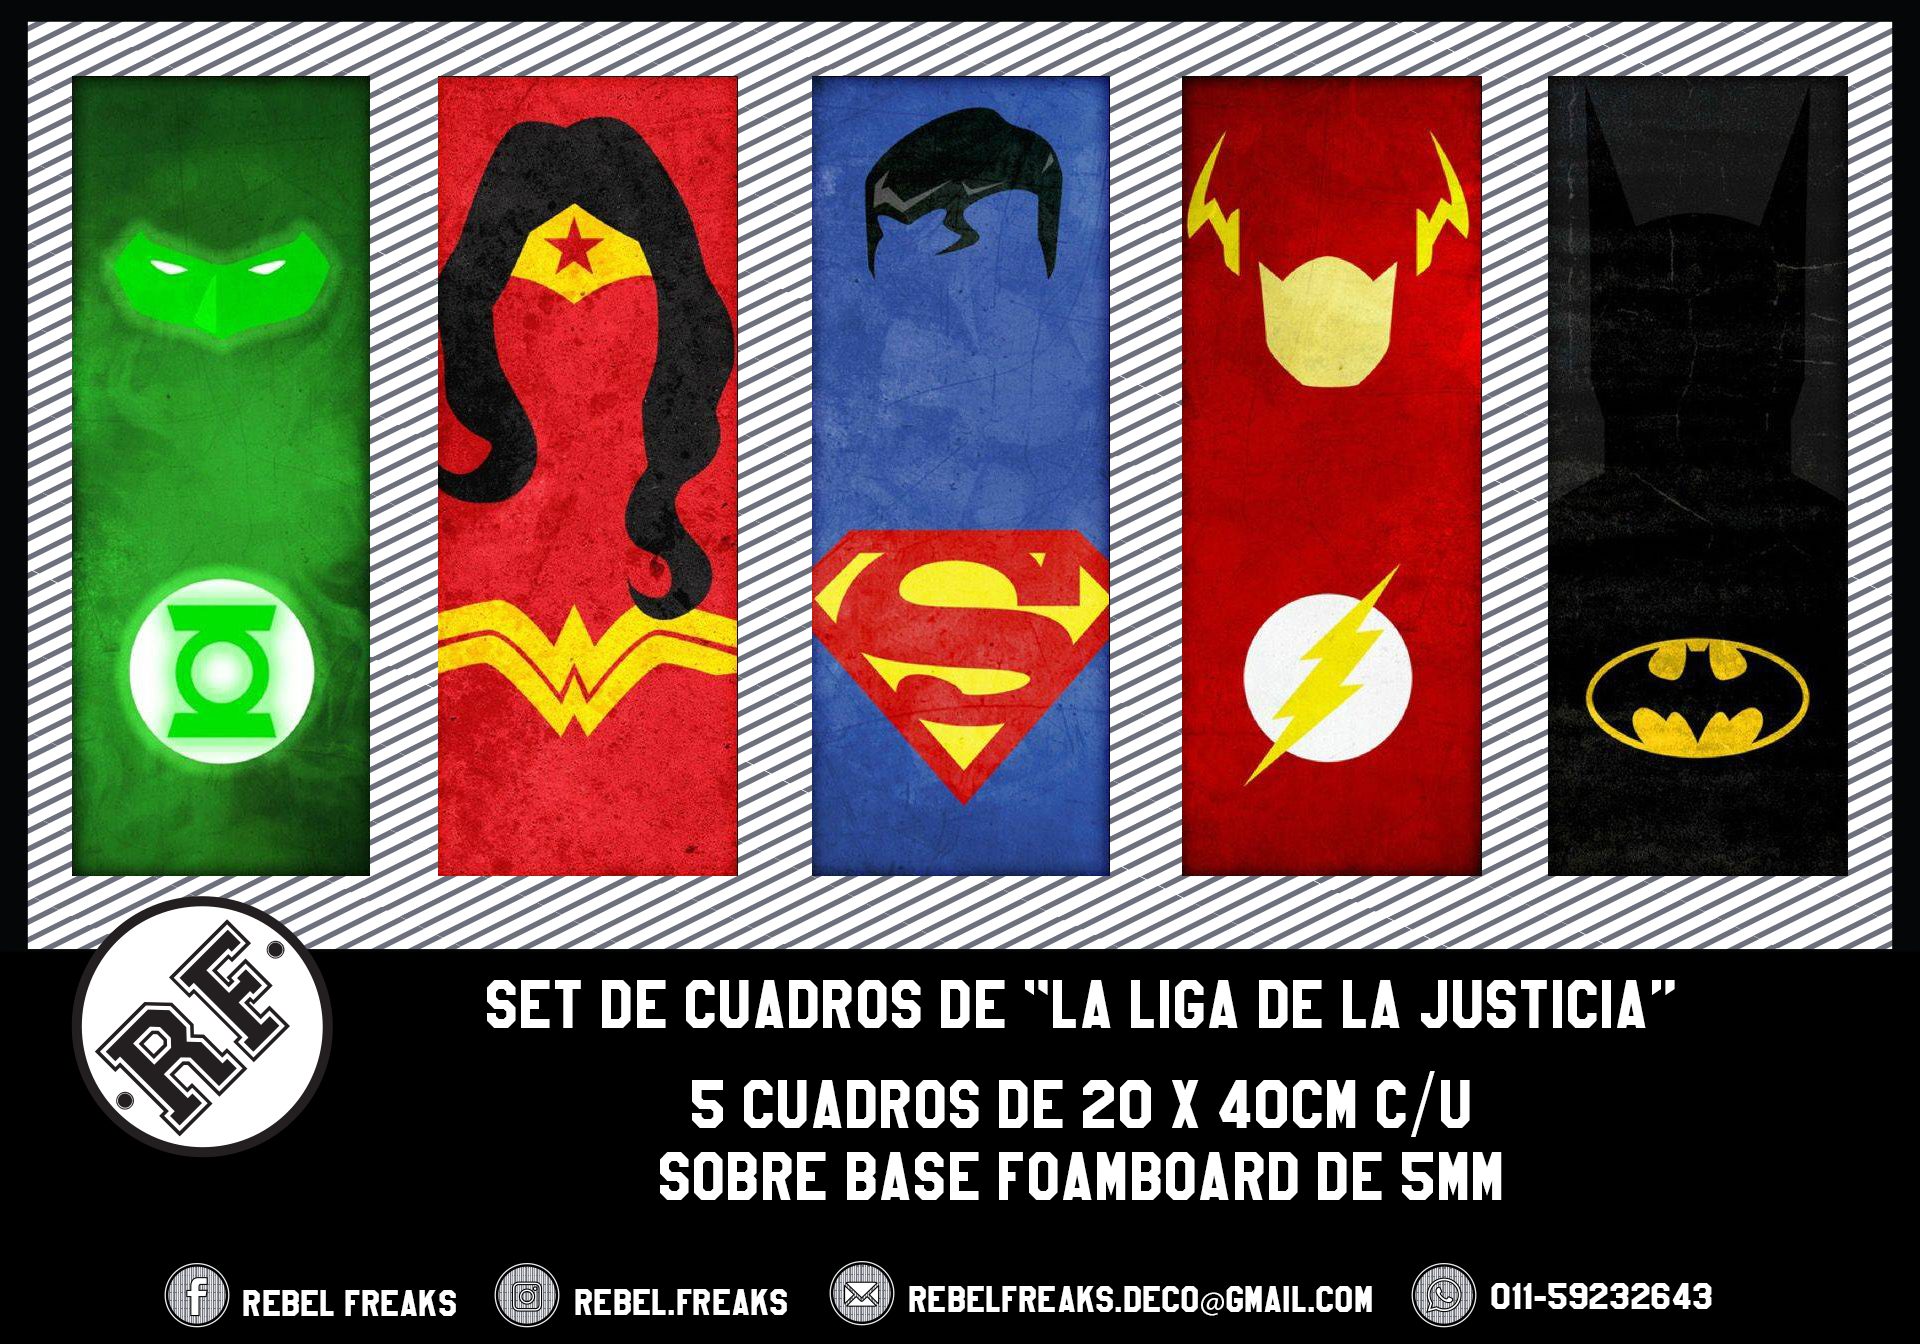 RF
SET DE CUADROS DE "LA LIGA DE LA JUSTICIA"
5 CUADROS DE 20 X 40CM C/U
SOBRE BASE FOAMBOARD DE 5MM
REBEL FREAKS
REBEL.FREAKS
REBELFREAKS.DECO@GMAIL.COM
011-59232643